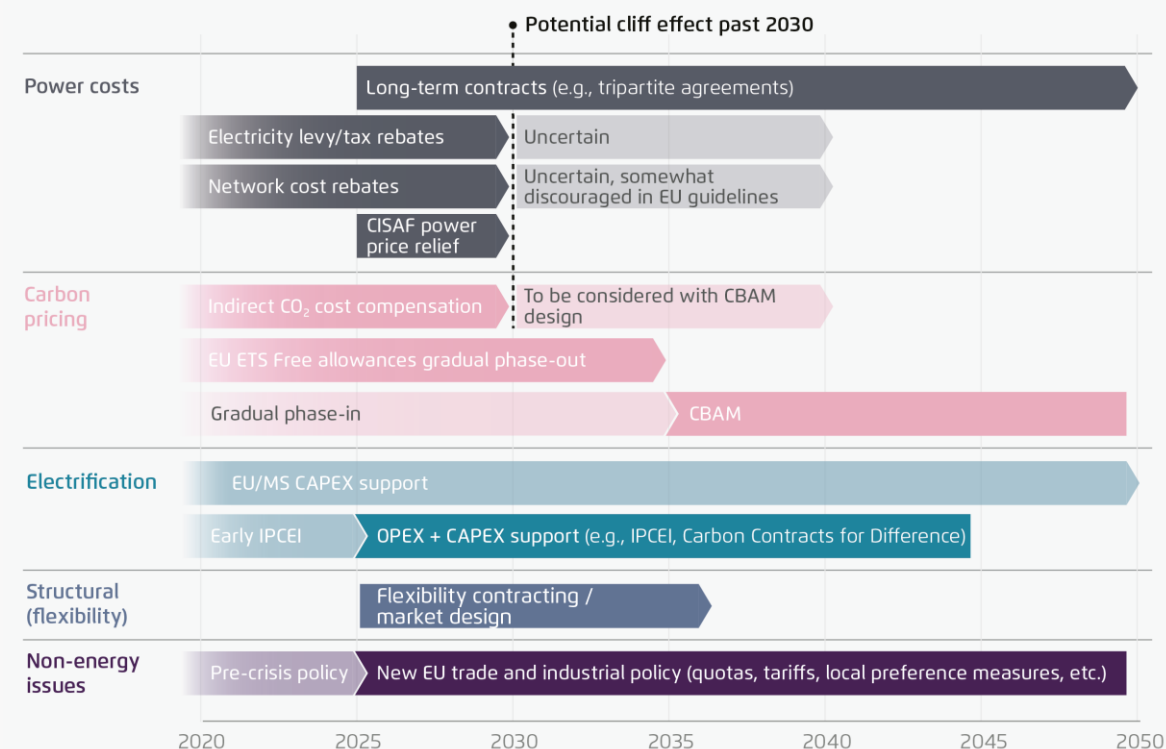 Potential cliff effect past 2030
Power costs
Long-term contracts (e.g., tripartite agreements)
Electricity levy/tax rebates
Uncertain
Network cost rebates
Uncertain, somewhat
discouraged in EU guidelines
CISAF power
price relief
Carbon
pricing
Indirect CO₂ cost compensation
To be considered with CBAM
design
EU ETS Free allowances gradual phase-out
Gradual phase-in
CBAM
Electrification
EU/MS CAPEX support
Early IPCEI
OPEX + CAPEX support (e.g., IPCEI, Carbon Contracts for Difference)
Structural
(flexibility)
Flexibility contracting /
market design
Non-energy
issues
Pre-crisis policy
New EU trade and industrial policy (quotas, tariffs, local preference measures, etc.)
2020 2025 2030 2035 2040 2045 2050